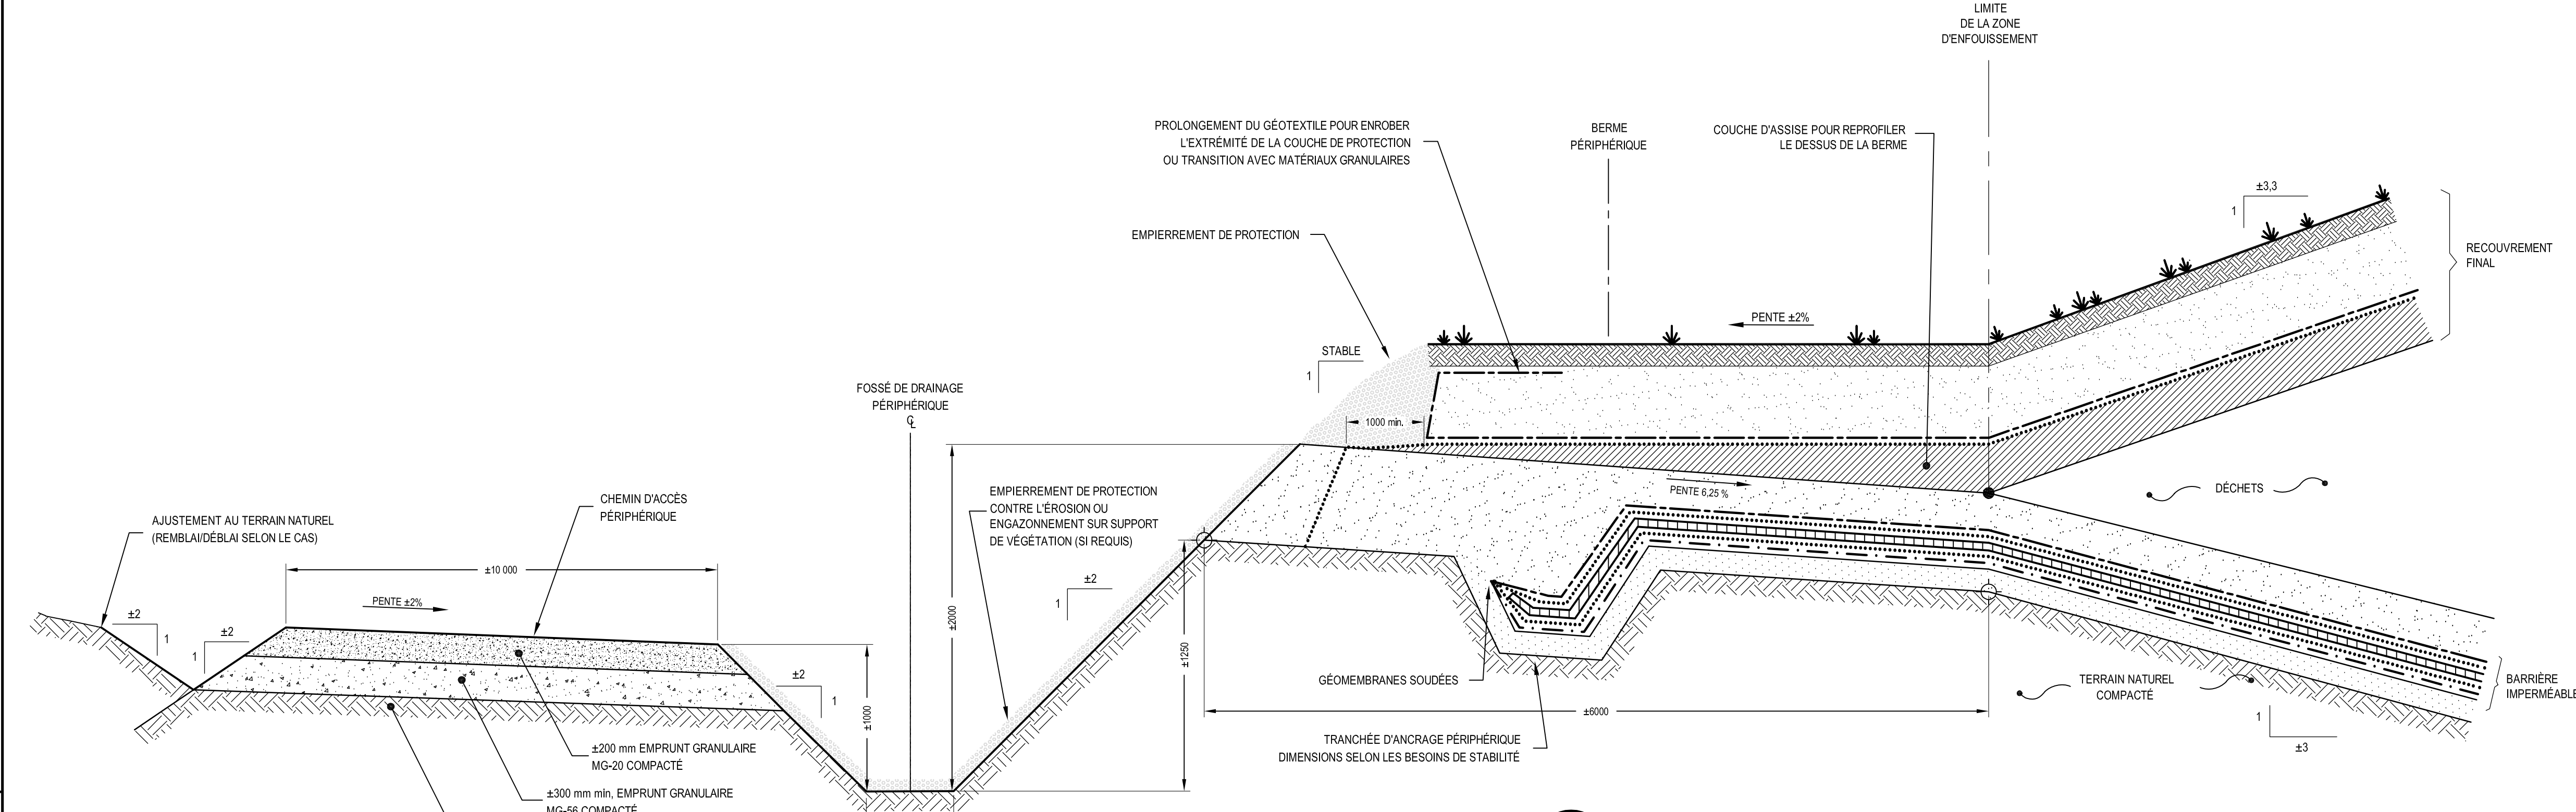 LIMITE
DE LA ZONE
D'ENFOUISSEMENT
PROLONGEMENT DU GÉOTEXTILE POUR ENROBER
L'EXTRÉMITÉ DE LA COUCHE DE PROTECTION
OU TRANSITION AVEC MATÉRIAUX GRANULAIRES
BERME
PÉRIPHÉRIQUE
COUCHE D'ASSISE POUR REPROFILER
LE DESSUS DE LA BERME
±3,3
1
EMPIERREMENT DE PROTECTION
RECOUVREMENT
FINAL
PENTE ±2%
STABLE
1
FOSSÉ DE DRAINAGE
PÉRIPHÉRIQUE
1000 min.
PENTE 6,25 %
DÉCHETS
EMPIERREMENT DE PROTECTION
CONTRE L'ÉROSION OU
ENGAZONNEMENT SUR SUPPORT
DE VÉGÉTATION (SI REQUIS)
CHEMIN D'ACCÈS
PÉRIPHÉRIQUE
AJUSTEMENT AU TERRAIN NATUREL
(REMBLAI/DÉBLAI SELON LE CAS)
±10 000
PENTE ±2%
±2
1
±2
1
±2
1
±2
1
±2000
±1250
±1000
GÉOMEMBRANES SOUDÉES
TERRAIN NATUREL
COMPACTÉ
BARRIÈRE
IMPERMÉABLE
±6000
1
±3
TRANCHÉE D'ANCRAGE PÉRIPHÉRIQUE
DIMENSIONS SELON LES BESOINS DE STABILITÉ
±200 mm EMPRUNT GRANULAIRE
MG-20 COMPACTÉ
±300 mm min, EMPRUNT GRANULAIRE
MG-56 COMPACTÉ